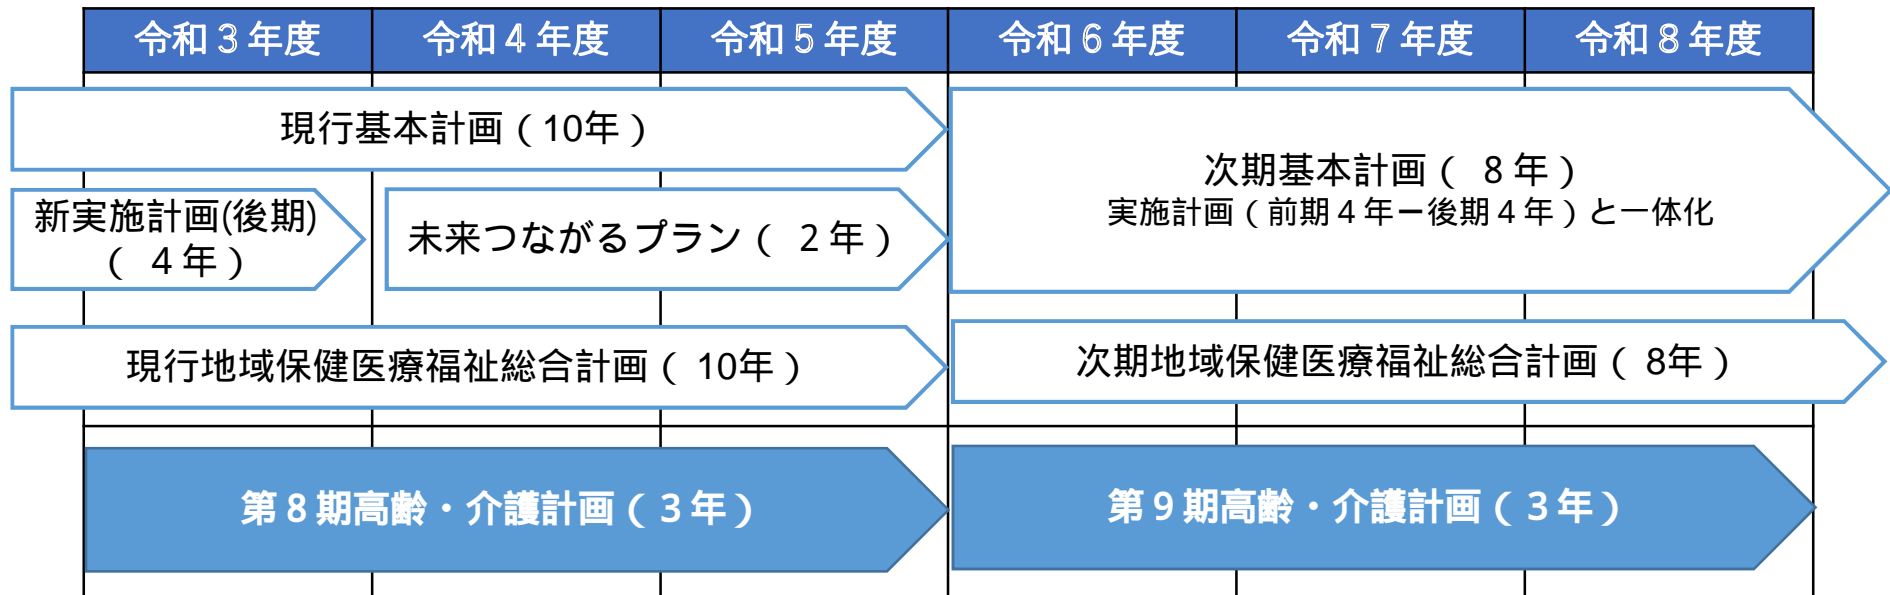 令和３年度 令和４年度 令和５年度 令和６年度 令和７年度 令和８年度
現行基本計画（10年）
次期基本計画（ ８年）
実施計画（前期４年ー後期４年）と一体化
新実施計画(後期)
（ ４年）
未来つながるプラン（ ２年）
現行地域保健医療福祉総合計画（ 10年）
次期地域保健医療福祉総合計画（ 8年）
第８期高齢・介護計画（３年）
第９期高齢・介護計画（３年）